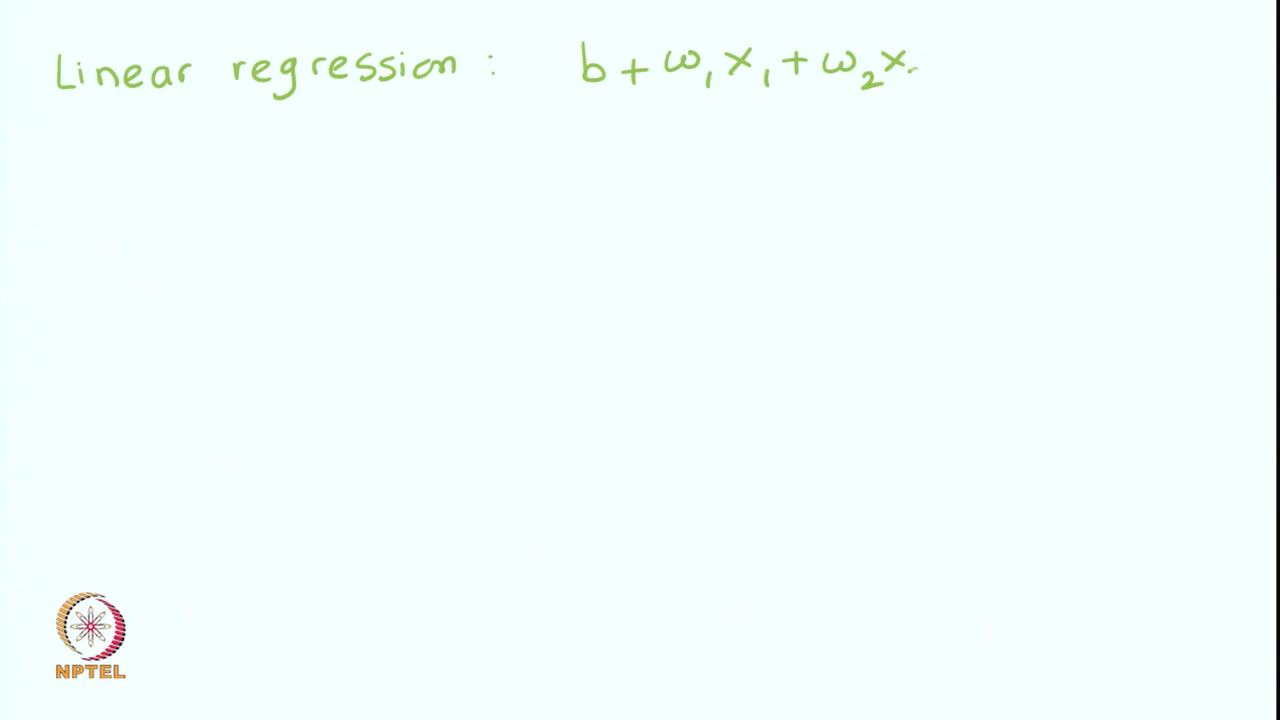 Linear regression : b + ω₁x₁ + ω₂x
NPTEL